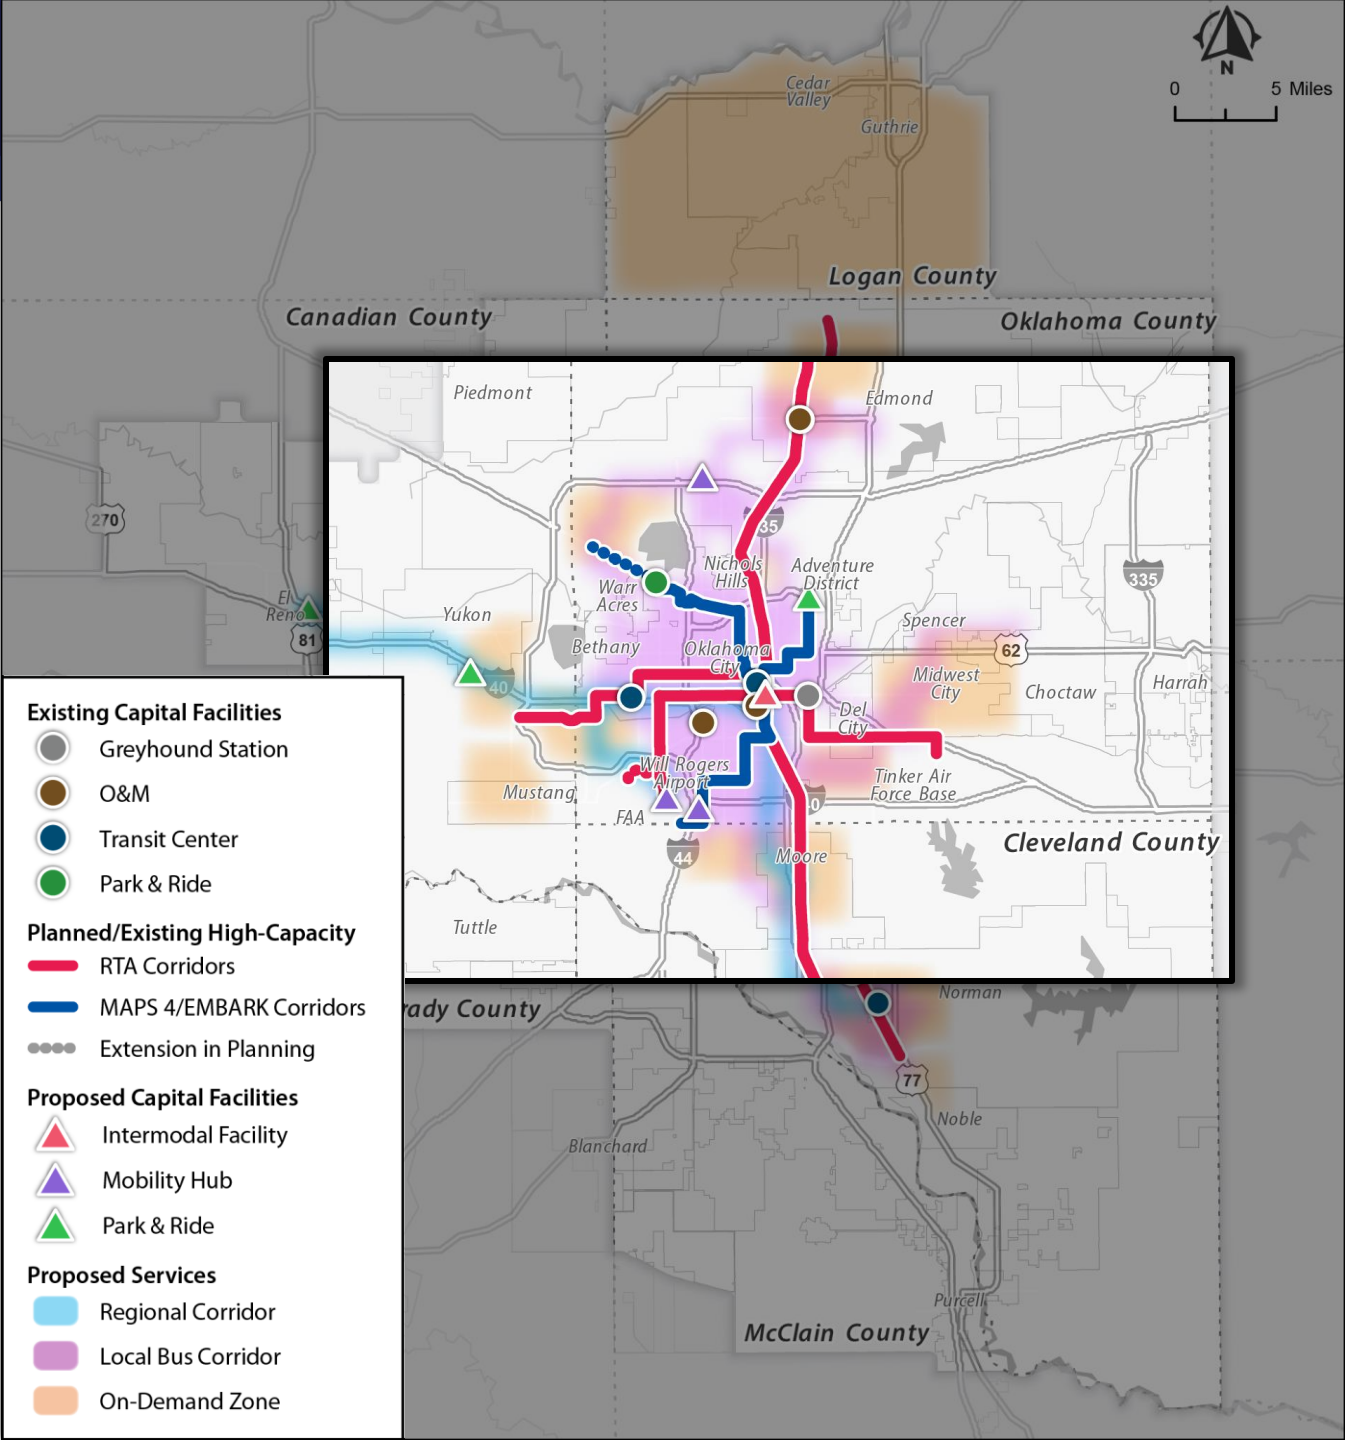 N
0 5 Miles
Cedar
Valley
Guthrie
Logan County
Canadian County
Oklahoma County
Piedmont
Edmond
270
35
Nichols
Hills
Adventure
District
335
Warr
Acres
El
Reno
81
Yukon
Spencer
62
Bethany
Oklahoma
City
Midwest
City
Choctaw
Harrah
40
Del
City
Will Rogers
Airport
Tinker Air
Force Base
Mustang
FAA
0
44
Moore
Cleveland County
Tuttle
rady County
Norman
77
Noble
Blanchard
Purcell
McClain County
Existing Capital Facilities
Greyhound Station
O&M
Transit Center
Park & Ride
Planned/Existing High-Capacity
RTA Corridors
MAPS 4/EMBARK Corridors
Extension in Planning
Proposed Capital Facilities
Intermodal Facility
Mobility Hub
Park & Ride
Proposed Services
Regional Corridor
Local Bus Corridor
On-Demand Zone